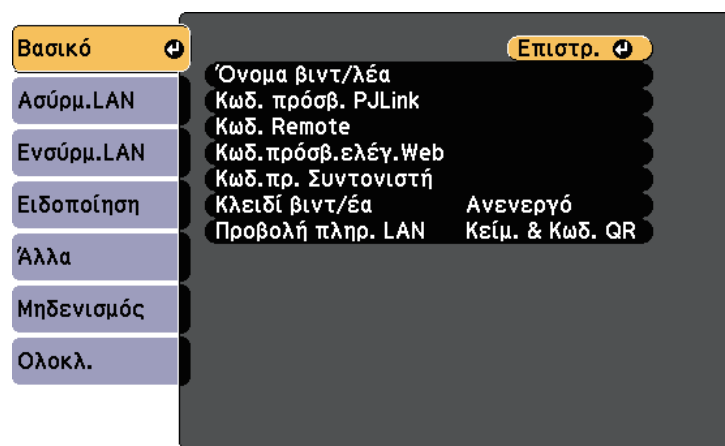 Βασικό
Ασύρμ.LAN
Ενσύρμ.LAN
Ειδοποίηση
Άλλα
Μηδενισμός
Ολοκλ.
Επιστρ.
Όνομα βιντ/λέα
Κωδ. πρόσβ. PJLink
Κωδ. Remote
Κωδ.πρόσβ.ελέγ.Web
Κωδ.πρ. Συντονιστή
Κλειδί βιντ/έα Ανενεργό
Προβολή πληρ. LAN Κείμ. & Κωδ. QR